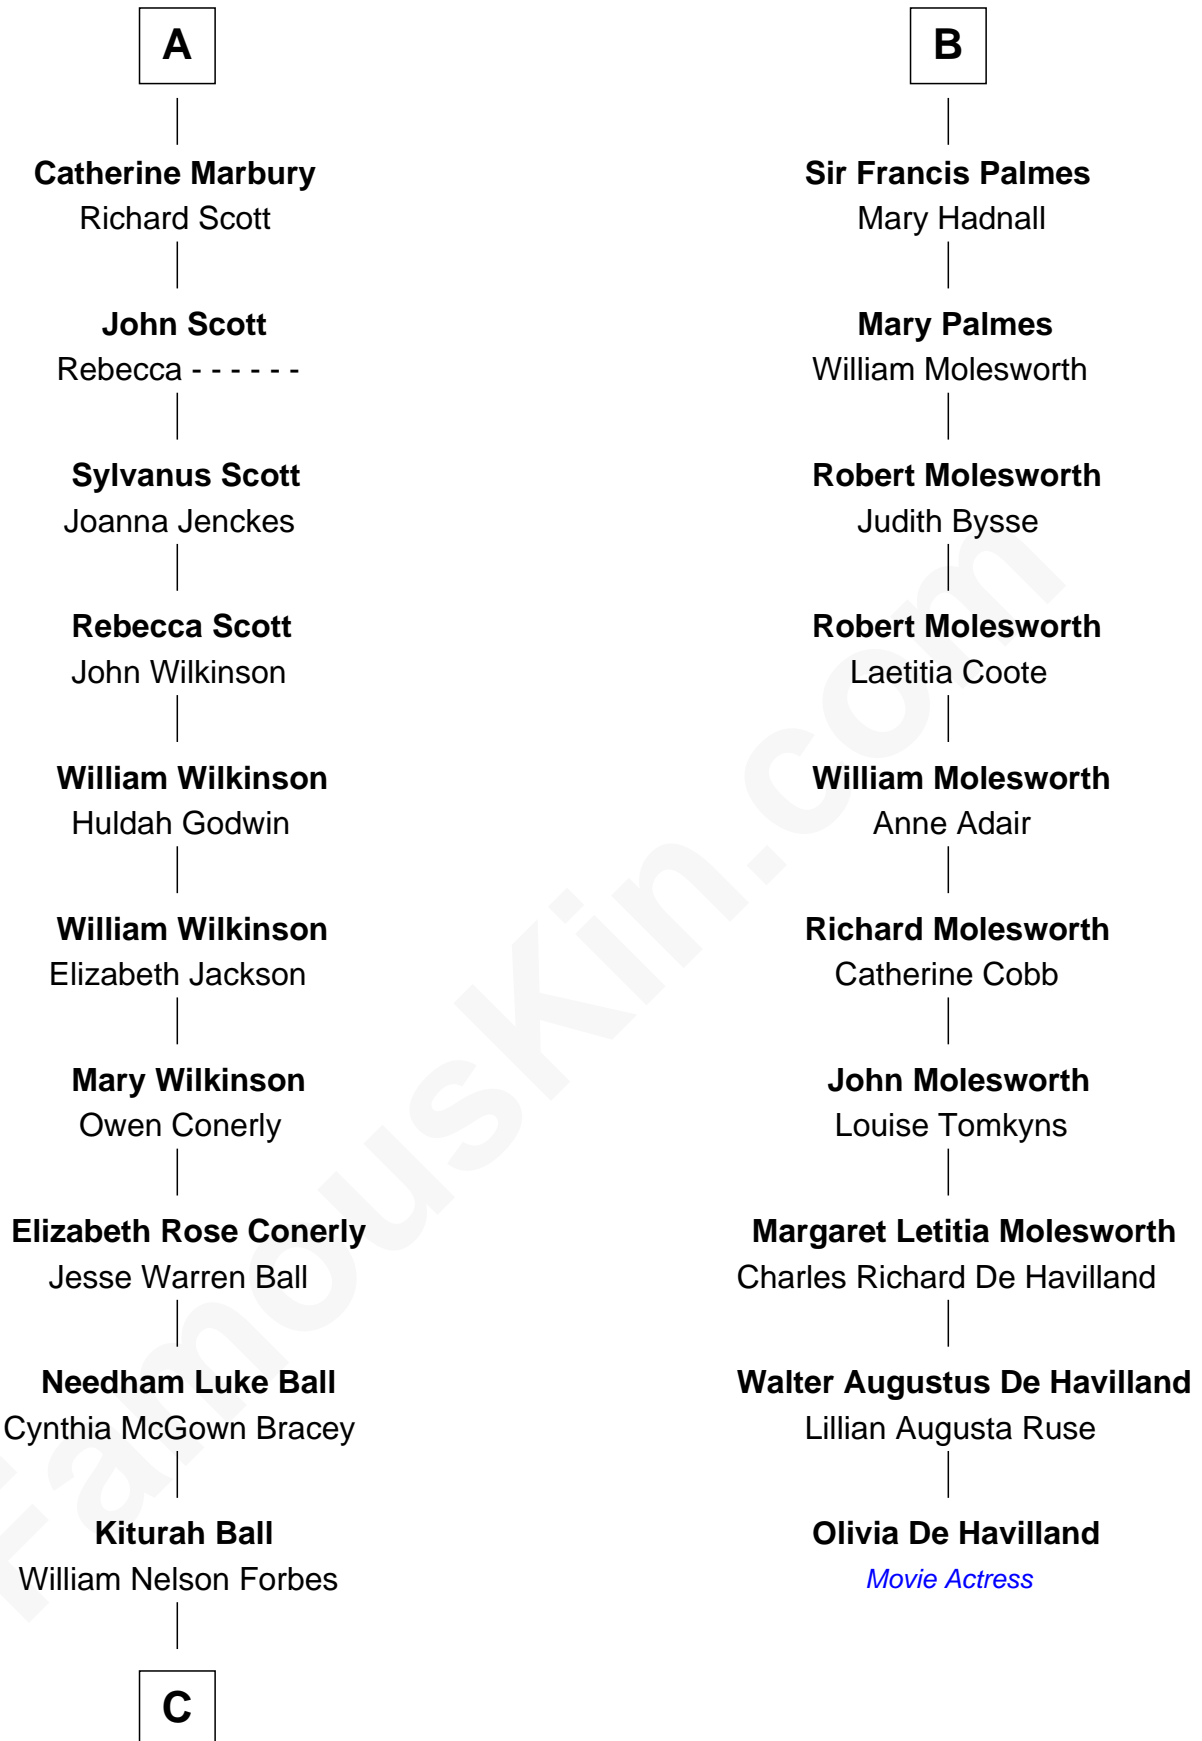 A
Catherine Marbury
Richard Scott
John Scott
Rebecca - - - - - -
Sylvanus Scott
Joanna Jenckes
Rebecca Scott
John Wilkinson
William Wilkinson
Huldah Godwin
William Wilkinson
Elizabeth Jackson
Mary Wilkinson
Owen Conerly
Elizabeth Rose Conerly
Jesse Warren Ball
Needham Luke Ball
Cynthia McGown Bracey
Kiturah Ball
William Nelson Forbes
C
B
Sir Francis Palmes
Mary Hadnall
Mary Palmes
William Molesworth
Robert Molesworth
Judith Bysse
Robert Molesworth
Laetitia Coote
William Molesworth
Anne Adair
Richard Molesworth
Catherine Cobb
John Molesworth
Louise Tomkyns
Margaret Letitia Molesworth
Charles Richard De Havilland
Walter Augustus De Havilland
Lillian Augusta Ruse
Olivia De Havilland
Movie Actress
FamousKin.com